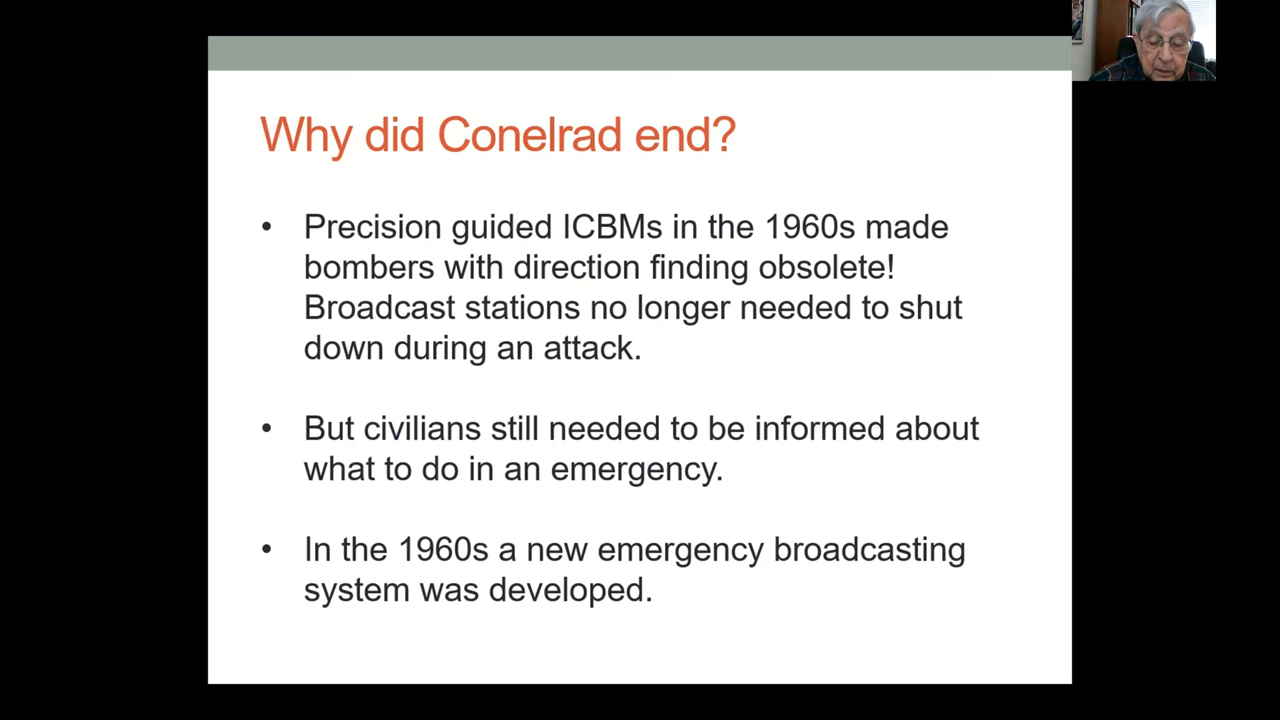 Why did Conelrad end?
• Precision guided ICBMs in the 1960s made
bombers with direction finding obsolete!
Broadcast stations no longer needed to shut
down during an attack.
• But civilians still needed to be informed about
what to do in an emergency.
• In the 1960s a new emergency broadcasting
system was developed.